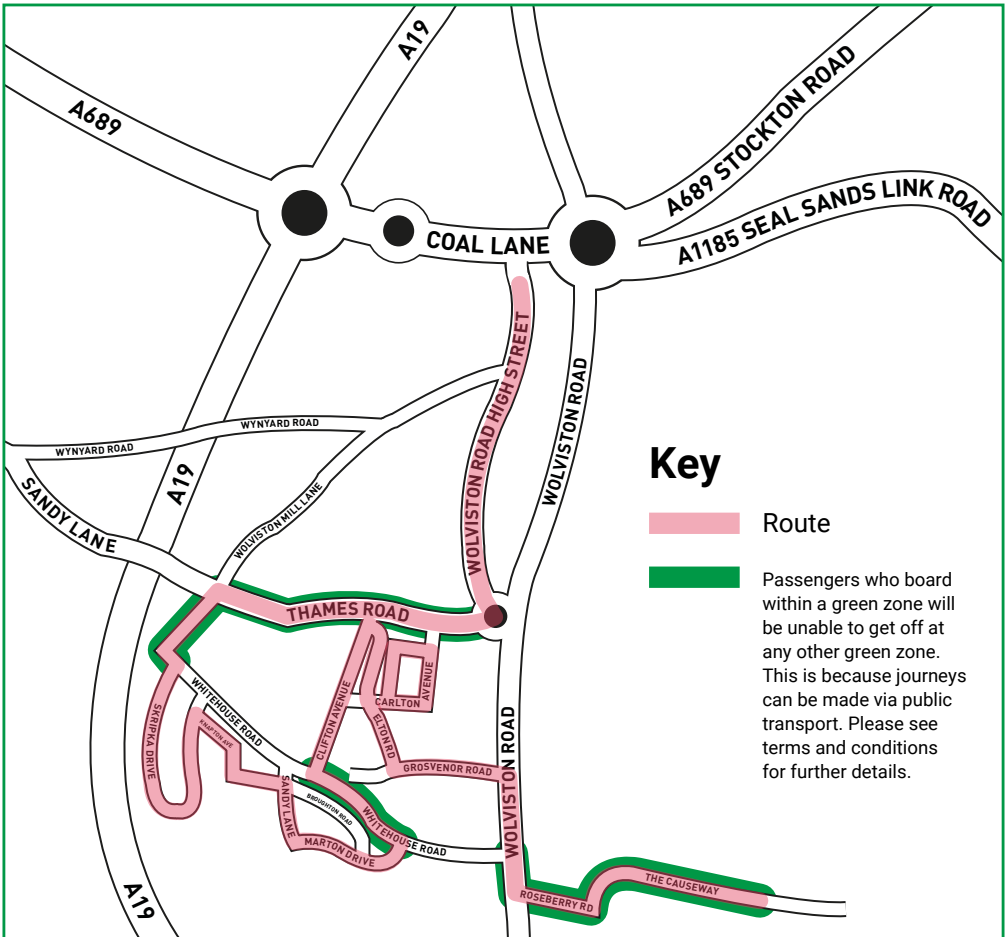 A19
A689
A689 STOCKTON ROAD
A1185 SEAL SANDS LINK ROAD
COAL LANE
WOLVISTON ROAD HIGH STREET
WOLVISTON ROAD
WYNYARD ROAD
WYNYARD ROAD
A19
SANDY LANE
WOLVISTON MILL LANE
Key
Route
Passengers who board
within a green zone will
be unable to get off at
any other green zone.
This is because journeys
can be made via public
transport. Please see
terms and conditions
for further details.
THAMES ROAD
WHITEHOUSE ROAD
SKRIPKA DRIVE
KNAPTON AVE
CLIFTON AVENUE
CARLTON
AVENUE
ELTON RD
GROSVENOR ROAD
WOLVISTON ROAD
SANDY LANE
BROUGHTON ROAD
MARTON DRIVE
WHITEHOUSE ROAD
ROSEBERRY RD
THE CAUSEWAY
A19